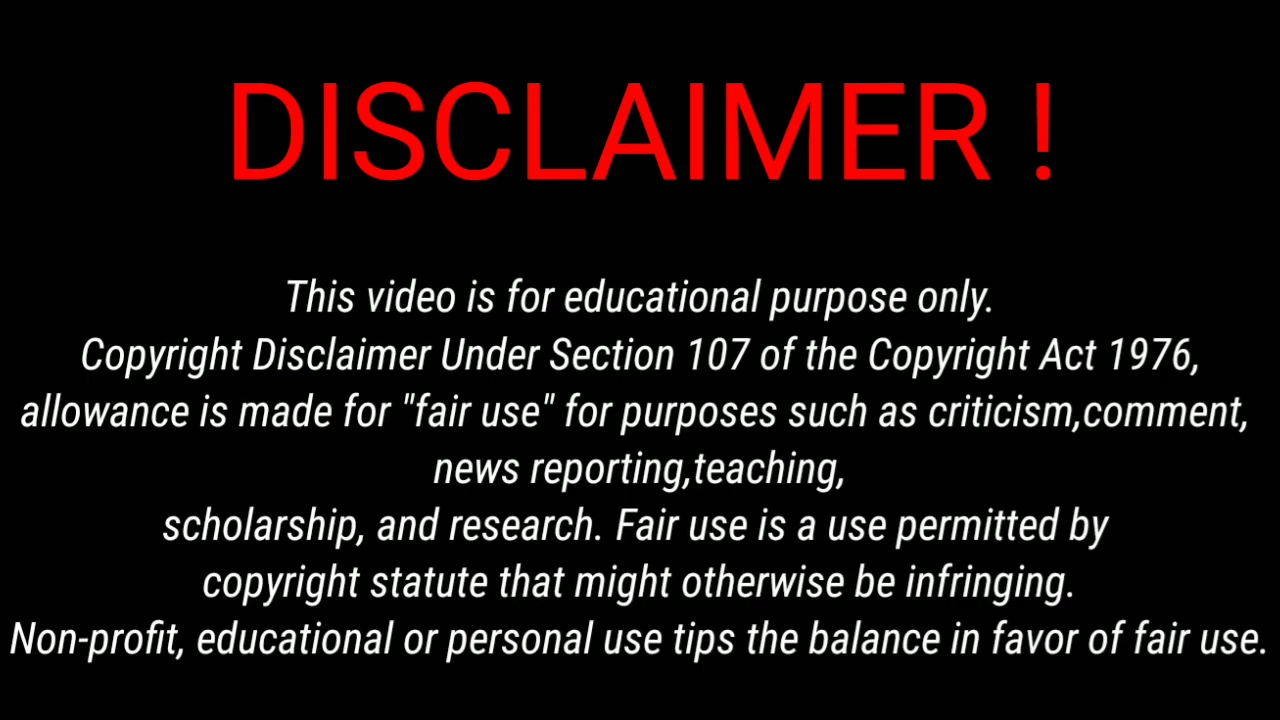 DISCLAIMER !
This video is for educational purpose only.
Copyright Disclaimer Under Section 107 of the Copyright Act 1976,
allowance is made for "fair use" for purposes such as criticism,comment,
news reporting,teaching,
scholarship, and research. Fair use is a use permitted by
copyright statute that might otherwise be infringing.
Non-profit, educational or personal use tips the balance in favor of fair use.